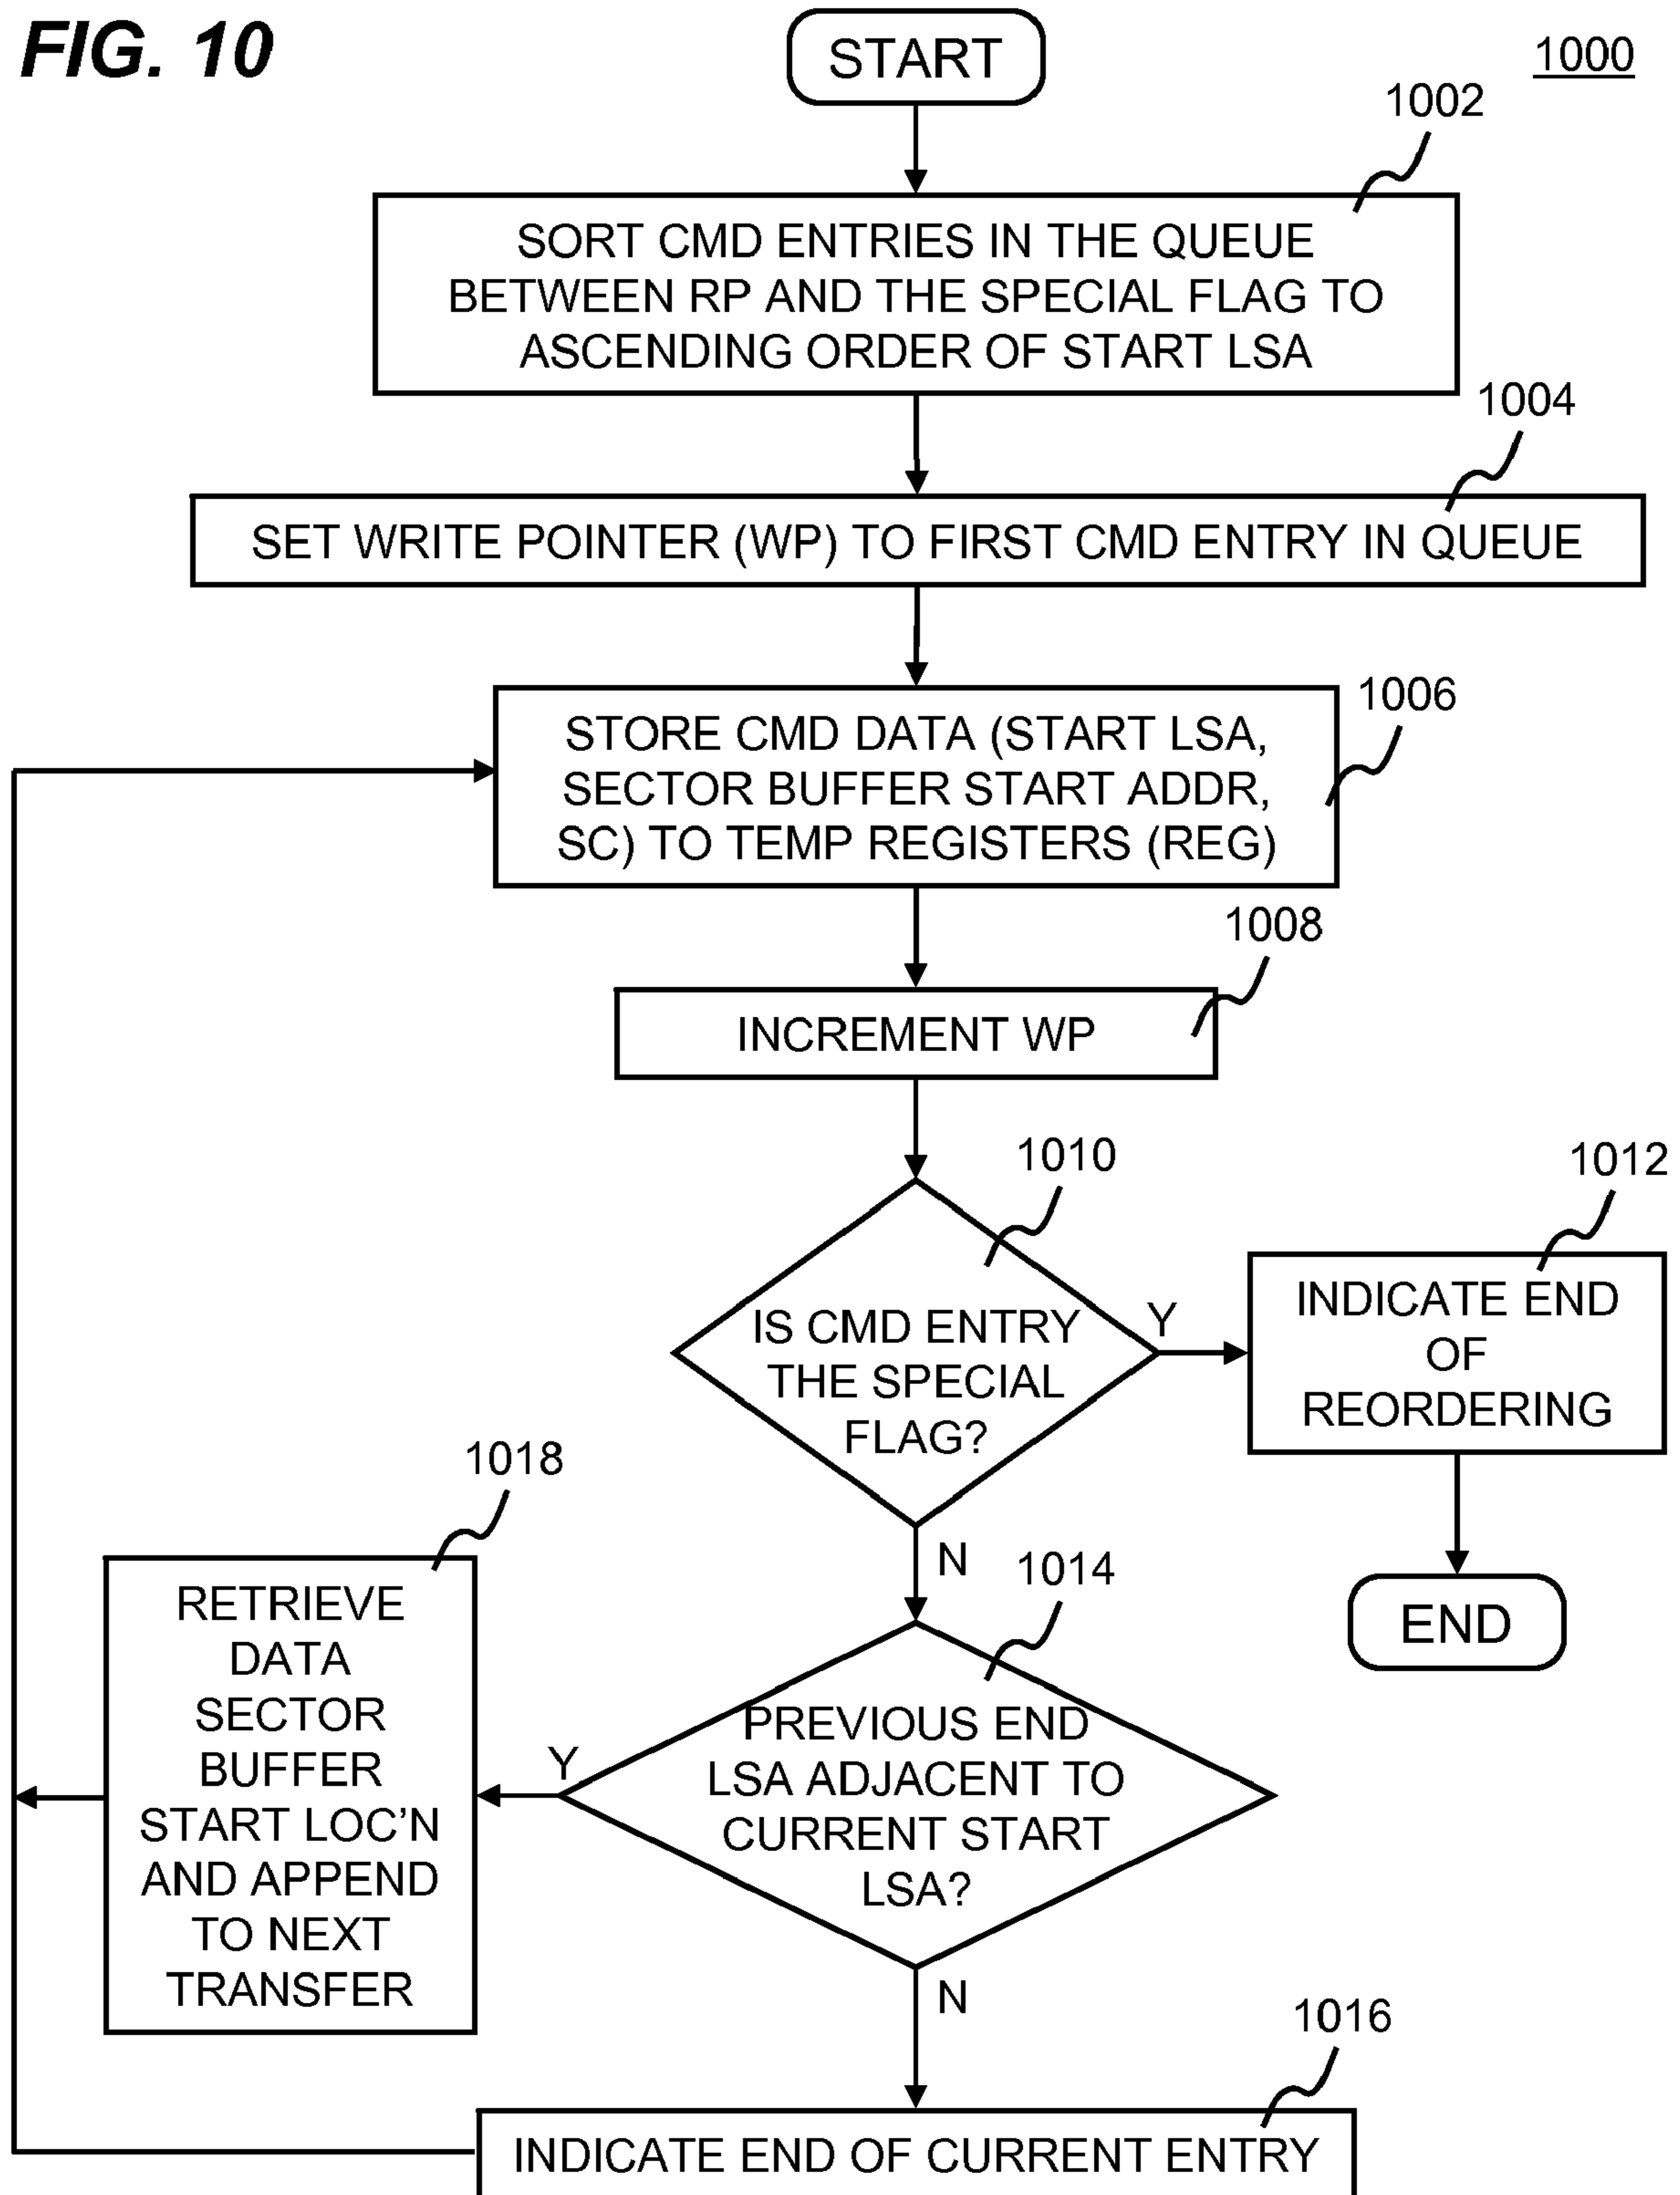 FIG. 10
START
1000
1002
SORT CMD ENTRIES IN THE QUEUE
BETWEEN RP AND THE SPECIAL FLAG TO
ASCENDING ORDER OF START LSA
1004
SET WRITE POINTER (WP) TO FIRST CMD ENTRY IN QUEUE
1006
STORE CMD DATA (START LSA,
SECTOR BUFFER START ADDR,
SC) TO TEMP REGISTERS (REG)
1008
INCREMENT WP
1010
IS CMD ENTRY
THE SPECIAL
FLAG?
Y
N
1012
INDICATE END
OF
REORDERING
END
1014
PREVIOUS END
LSA ADJACENT TO
CURRENT START
LSA?
Y
N
1018
RETRIEVE
DATA
SECTOR
BUFFER
START LOC’N
AND APPEND
TO NEXT
TRANSFER
1016
INDICATE END OF CURRENT ENTRY